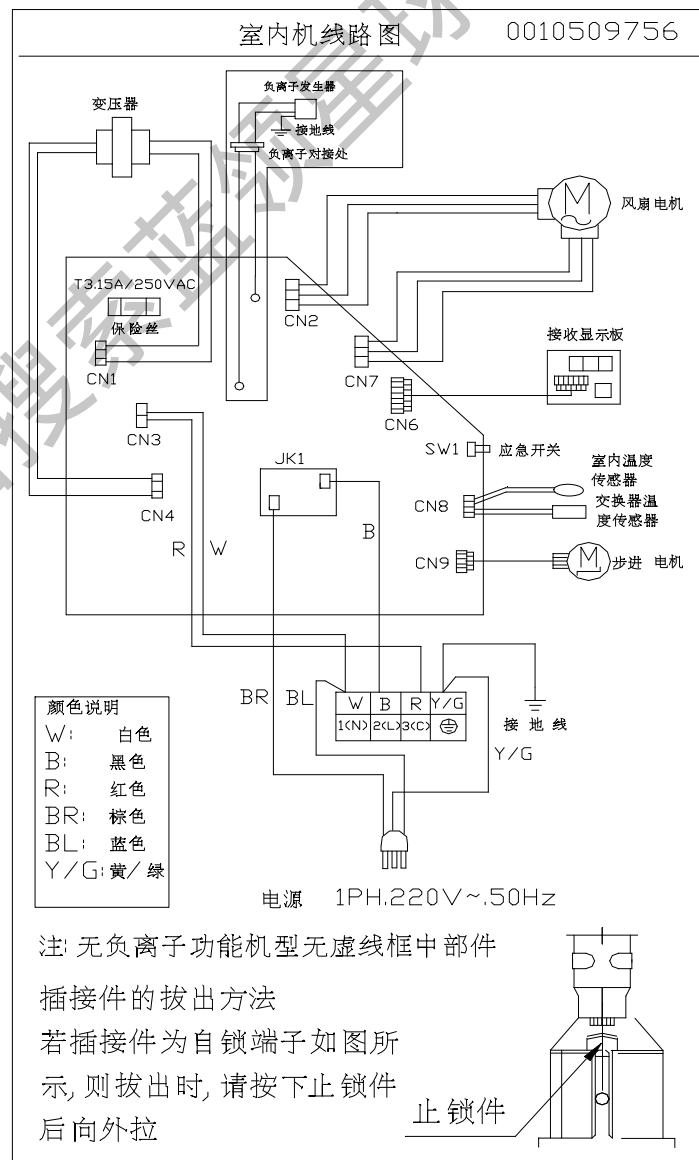 室内机线路图 0010509756
变压器
负离子发生器
接地线
负离子对接处
风扇电机
T3.15A/250VAC
保险丝
CN2
CN1
接收显示板
CN7
CN6
CN3
SW1 应急开关
JK1
室内温度
传感器
CN8
交换器温
度传感器
CN4
B
R W
CN9
M
步进 电机
M
BR BL
W B R Y/G
1(N) 2(L) 3(C)
接 地 线
Y/G
颜色说明
W: 白色
B: 黑色
R: 红色
BR: 棕色
BL: 蓝色
Y/G: 黄/绿
电源 1PH.220V~.50Hz
注: 无负离子功能机型无虚线框中部件
插接件的拔出方法
若插接件为自锁端子如图所
示, 则拔出时, 请按下止锁件
后向外拉
止锁件
搜索蓝领星球